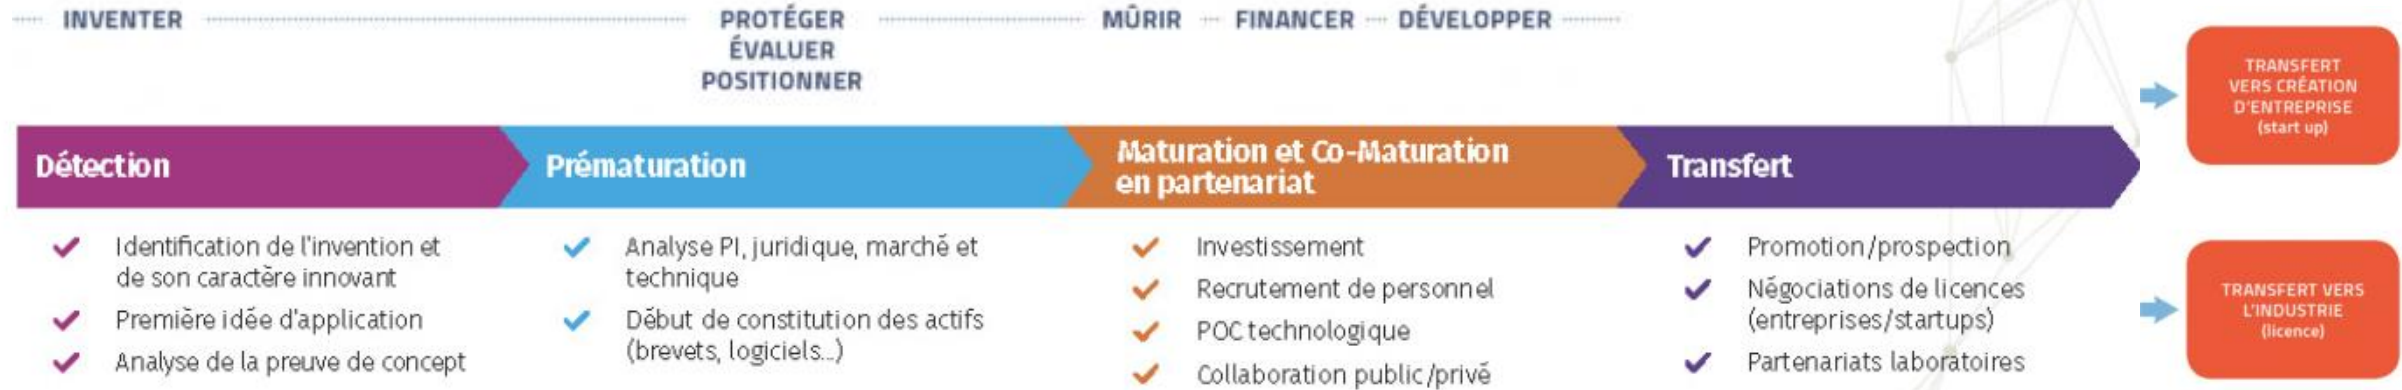 INVENTER
PROTÉGER
ÉVALUER
POSITIONNER
MÛRIR
FINANCER
DÉVELOPPER
Détection
Prématuration
Maturation et Co-Maturation
en partenariat
Transfert
Identification de l'invention et
de son caractère innovant
Première idée d'application
Analyse de la preuve de concept
Analyse PI, juridique, marché et
technique
Début de constitution des actifs
(brevets, logiciels...)
Investissement
Recrutement de personnel
POC technologique
Collaboration public/privé
Promotion/prospection
Négociations de licences
(entreprises/startups)
Partenariats laboratoires
TRANSFERT
VERS CRÉATION
D'ENTREPRISE
(start up)
TRANSFERT VERS
L'INDUSTRIE
(licence)